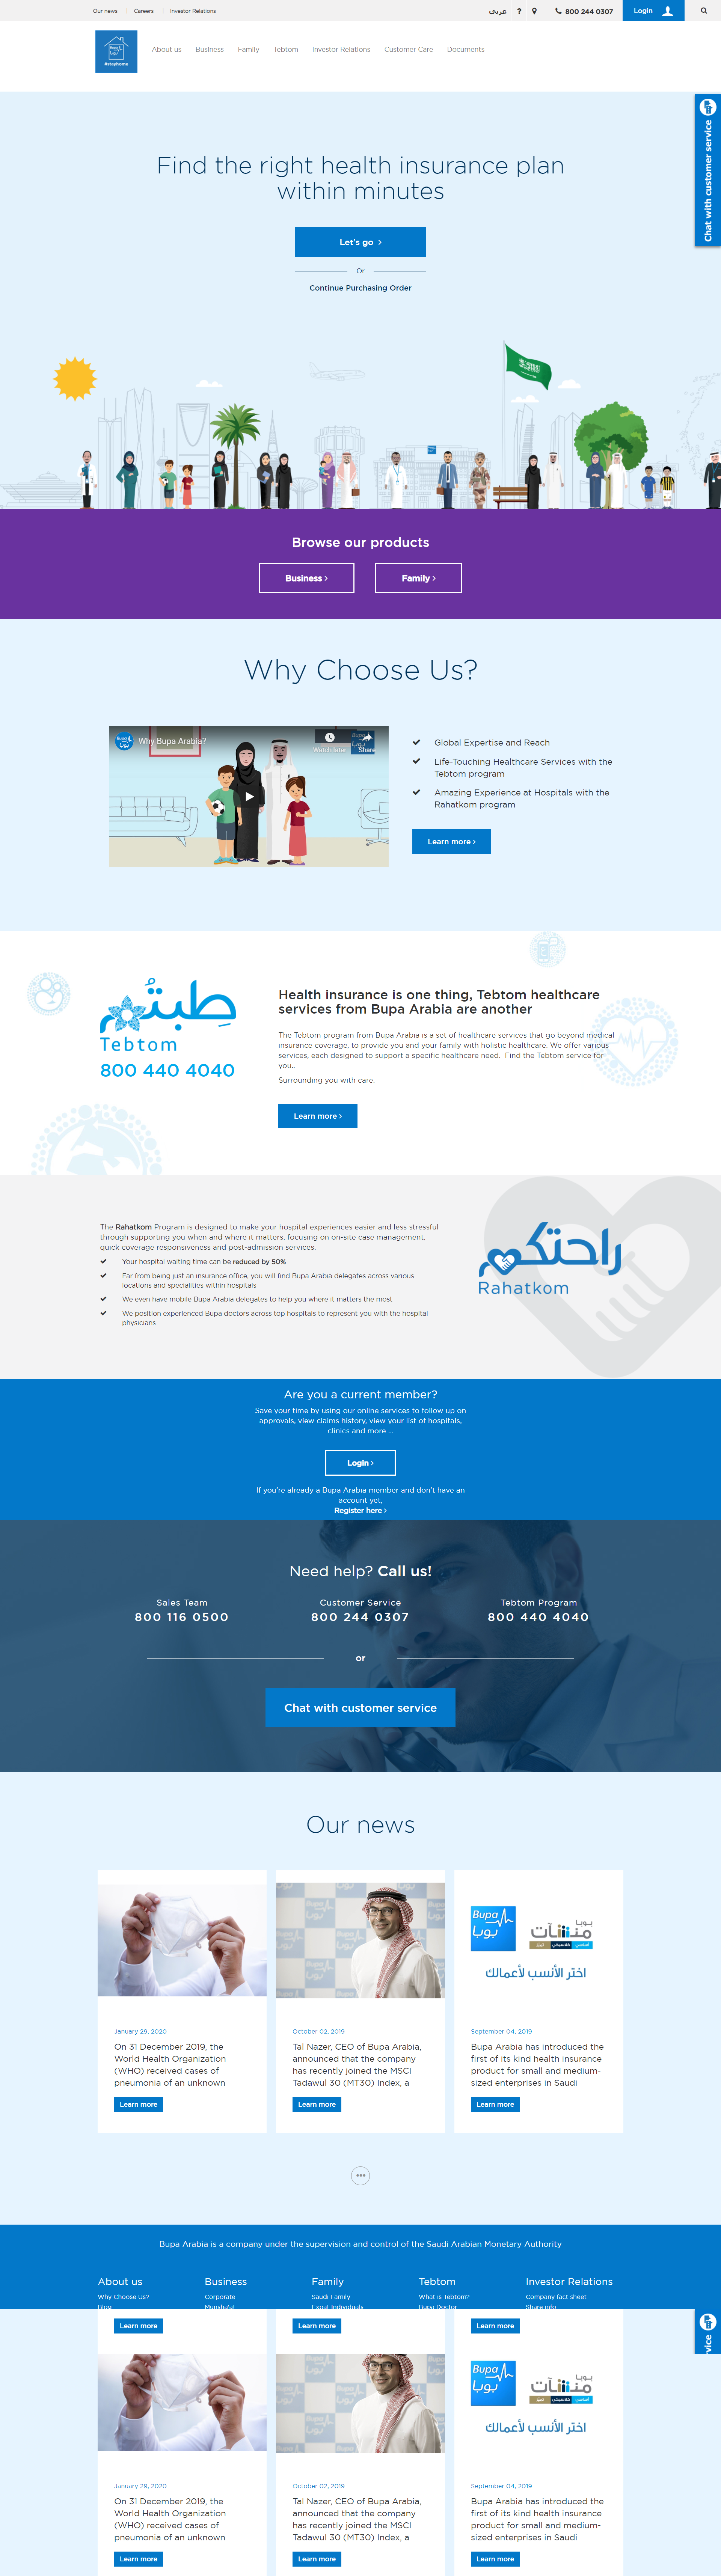 Our news | Careers | Investor Relations
عربي ? 800 244 0307 Login
Bupa
بوبا
#stayhome
About us Business Family Tebtom Investor Relations Customer Care Documents
Chat with customer service
Find the right health insurance plan
within minutes
Let's go >
Or
Continue Purchasing Order
Browse our products
Business >
Family >
Why Choose Us?
Why Bupa Arabia?
Watch later
Share
Global Expertise and Reach
Life-Touching Healthcare Services with the
Tebtom program
Amazing Experience at Hospitals with the
Rahatkom program
Learn more >
طبتم
Tebtom
800 440 4040
Health insurance is one thing, Tebtom healthcare
services from Bupa Arabia are another
The Tebtom program from Bupa Arabia is a set of healthcare services that go beyond medical
insurance coverage, to provide you and your family with holistic healthcare. We offer various
services, each designed to support a specific healthcare need. Find the Tebtom service for
you..
Surrounding you with care.
Learn more >
The Rahatkom Program is designed to make your hospital experiences easier and less stressful
through supporting you when and where it matters, focusing on on-site case management,
quick coverage responsiveness and post-admission services.
Your hospital waiting time can be reduced by 50%
Far from being just an insurance office, you will find Bupa Arabia delegates across various
locations and specialities within hospitals
We even have mobile Bupa Arabia delegates to help you where it matters the most
We position experienced Bupa doctors across top hospitals to represent you with the hospital
physicians
راحتكم
Rahatkom
Are you a current member?
Save your time by using our online services to follow up on
approvals, view claims history, view your list of hospitals,
clinics and more ...
Login >
If you're already a Bupa Arabia member and don't have an
account yet,
Register here >
Need help? Call us!
Sales Team
800 116 0500
Customer Service
800 244 0307
Tebtom Program
800 440 4040
or
Chat with customer service
Our news
January 29, 2020
On 31 December 2019, the
World Health Organization
(WHO) received cases of
pneumonia of an unknown
Learn more
October 02, 2019
Tal Nazer, CEO of Bupa Arabia,
announced that the company
has recently joined the MSCI
Tadawul 30 (MT30) Index, a
Learn more
Bupa
بوبا
بوبا
منشآت
أساسي كلاسيكي
اختر الأنسب لأعمالك
September 04, 2019
Bupa Arabia has introduced the
first of its kind health insurance
product for small and medium-
sized enterprises in Saudi
Learn more
Bupa Arabia is a company under the supervision and control of the Saudi Arabian Monetary Authority
About us Business Family Tebtom Investor Relations
Why Choose Us? Corporate Saudi Family What is Tebtom? Company fact sheet
Blog Munsha'at Expat Individuals Bupa Doctor Share info
Learn more Learn more Learn more
vice
January 29, 2020
On 31 December 2019, the
World Health Organization
(WHO) received cases of
pneumonia of an unknown
Learn more
October 02, 2019
Tal Nazer, CEO of Bupa Arabia,
announced that the company
has recently joined the MSCI
Tadawul 30 (MT30) Index, a
Learn more
Bupa
بوبا
بوبا
منشآت
أساسي كلاسيكي
اختر الأنسب لأعمالك
September 04, 2019
Bupa Arabia has introduced the
first of its kind health insurance
product for small and medium-
sized enterprises in Saudi
Learn more